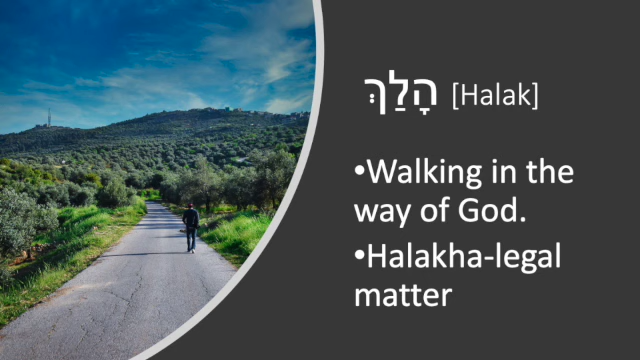 הָלַךְ [Halak]
•Walking in the
way of God.
•Halakha-legal
matter